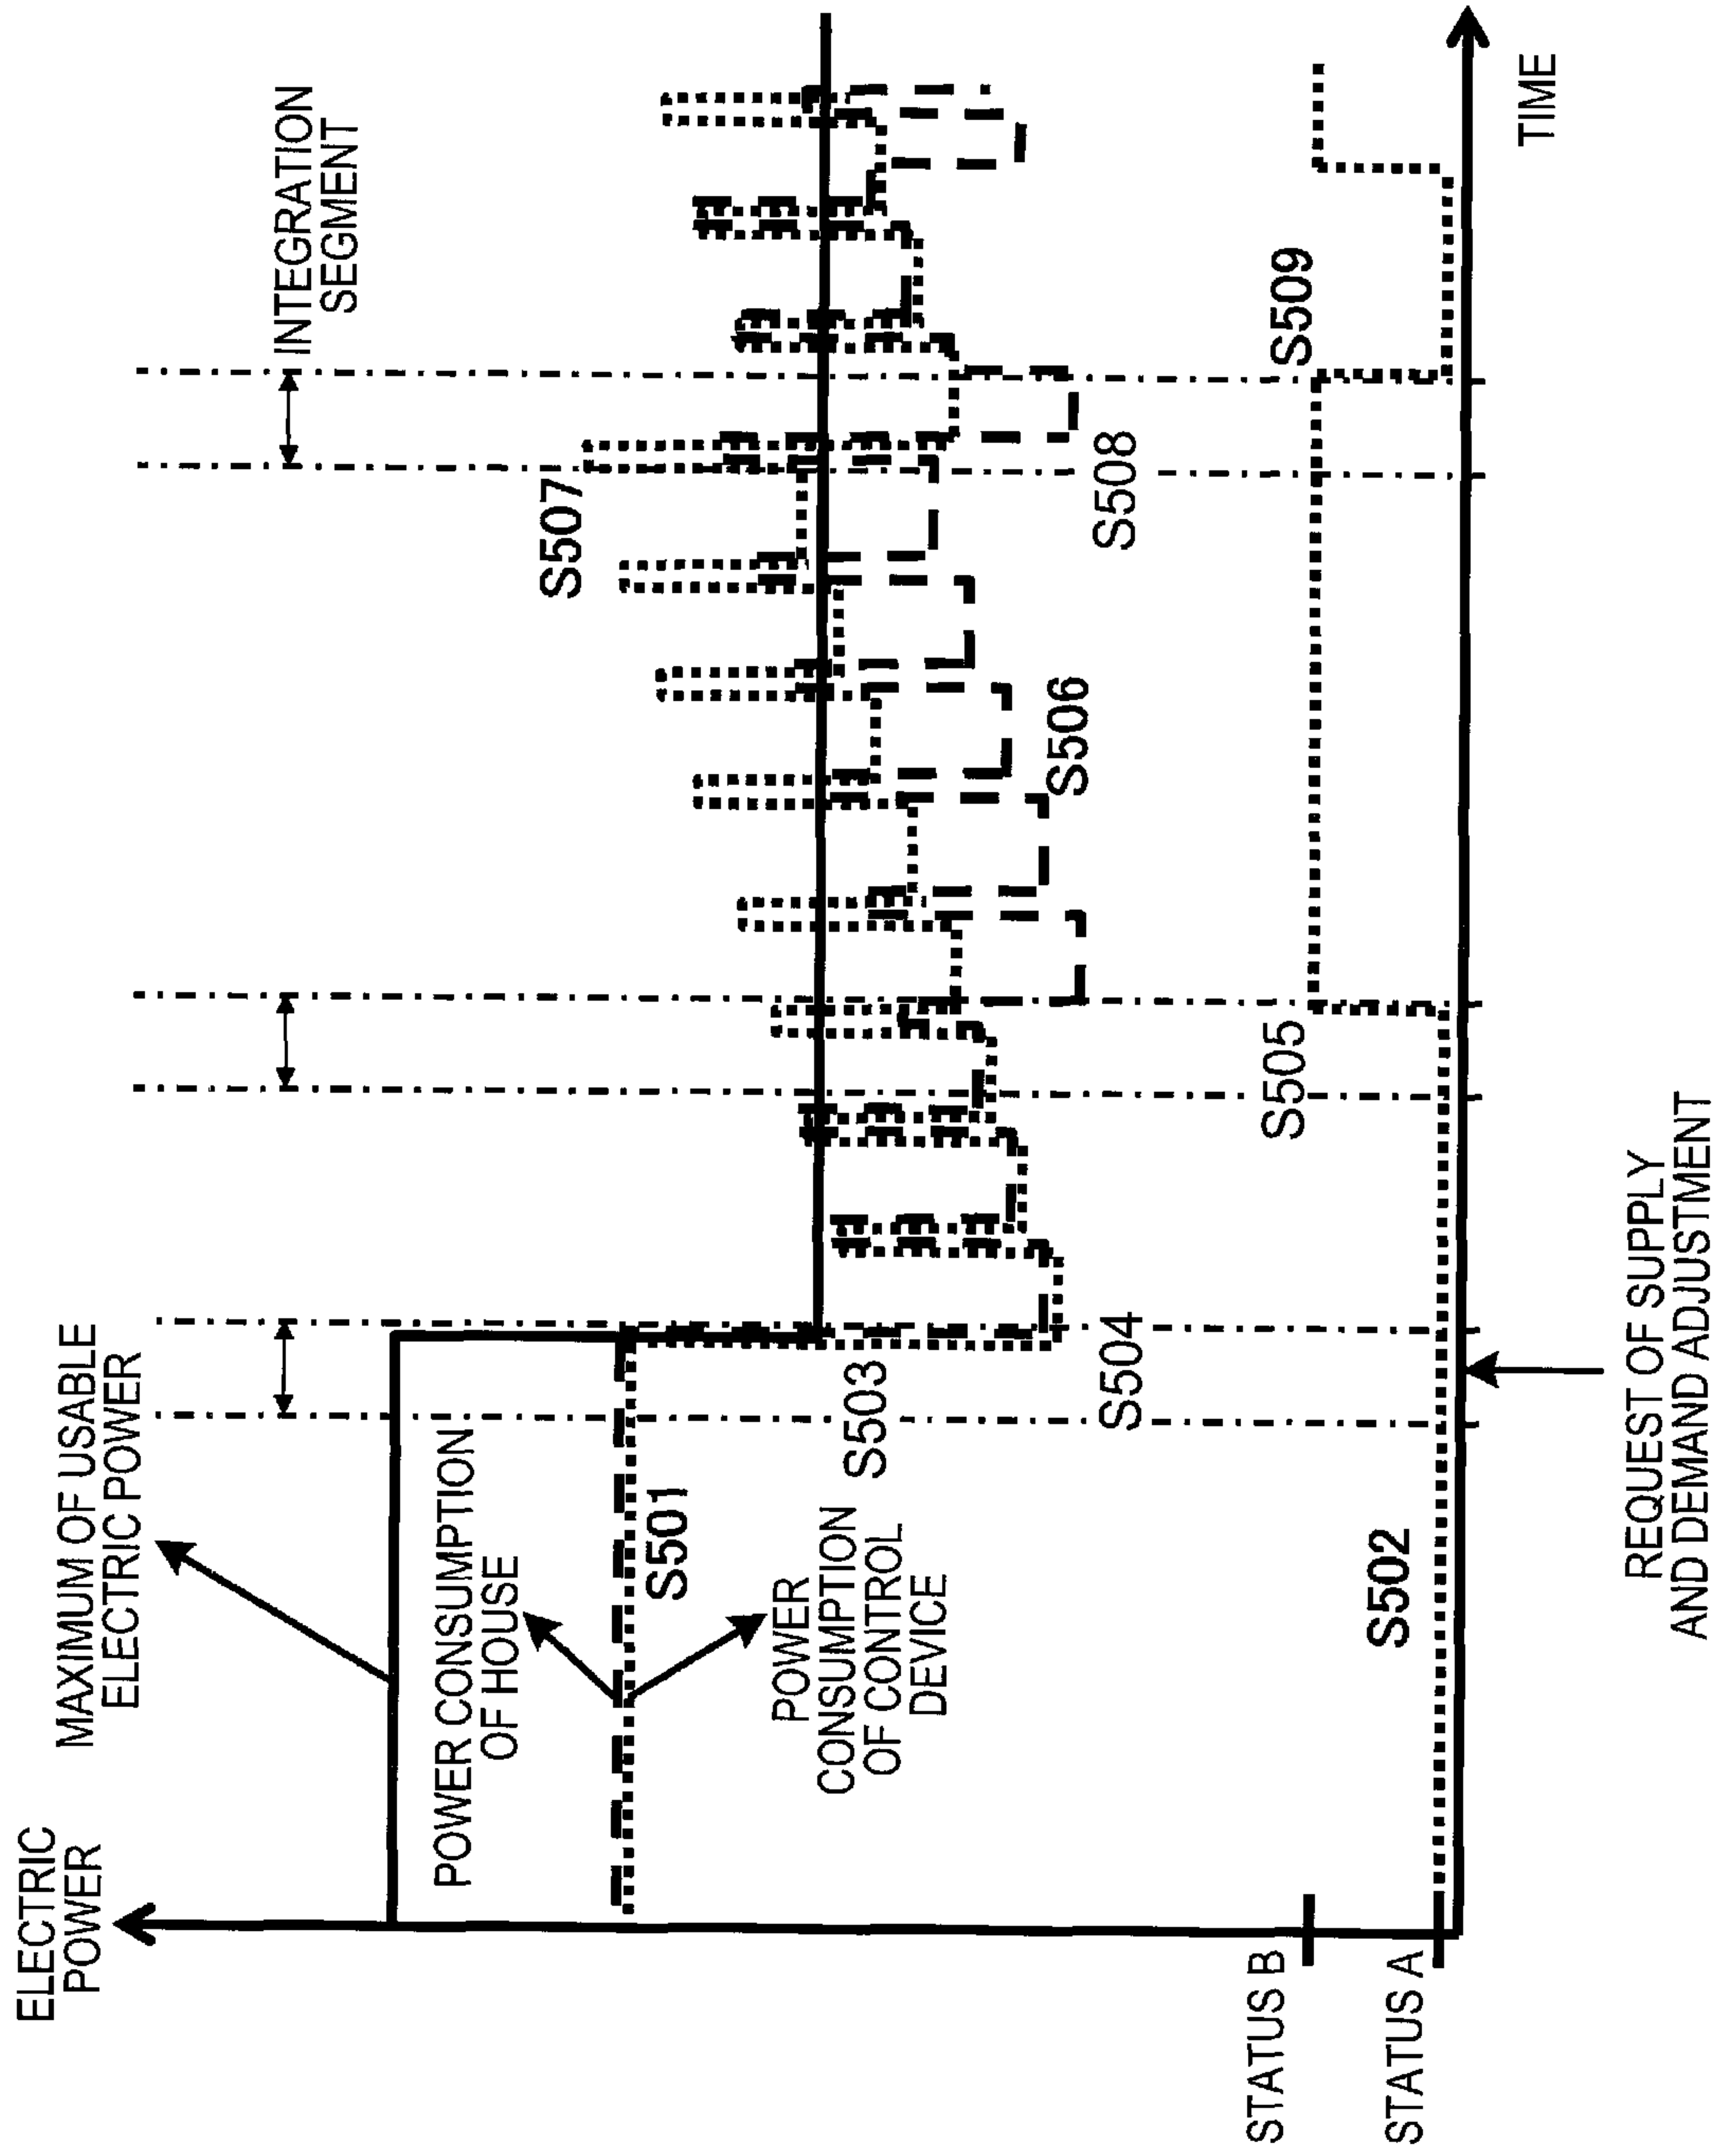 ELECTRIC
POWER
MAXIMUM OF USABLE
ELECTRIC POWER
INTEGRATION
SEGMENT
POWER CONSUMPTION
OF HOUSE
S501
POWER
CONSUMPTION
OF CONTROL
DEVICE
S503
S504
S507
S506
S508
S505
S509
STATUS B
STATUS A
S502
TIME
REQUEST OF SUPPLY
AND DEMAND ADJUSTMENT